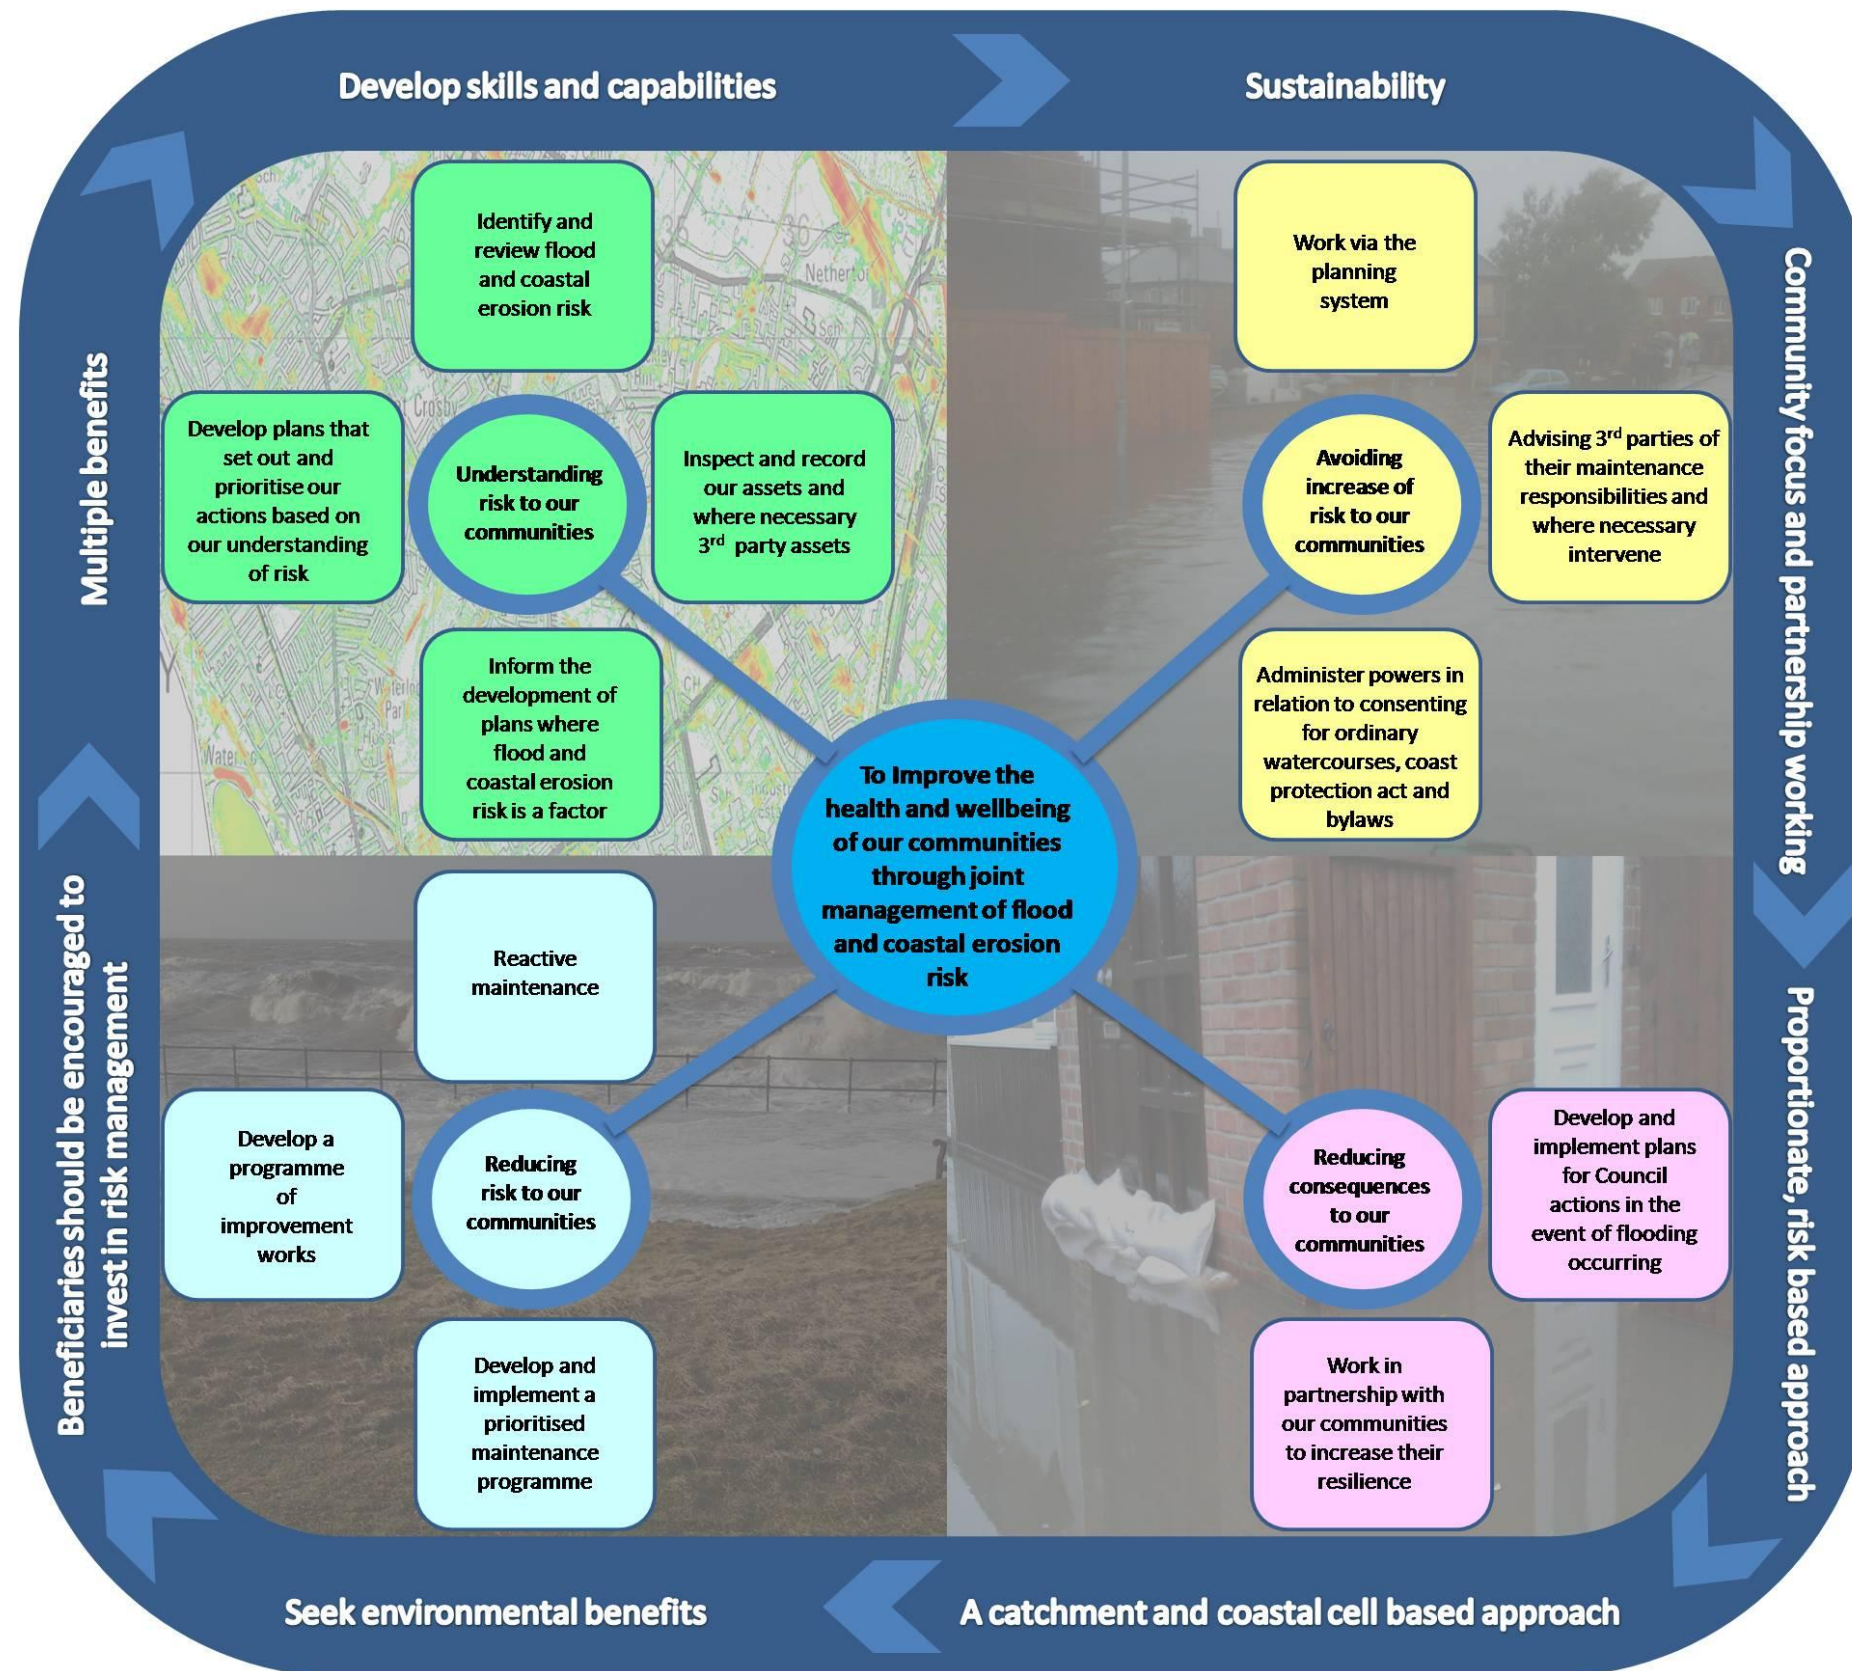 Develop skills and capabilities
Sustainability
Community focus and partnership working
Proportionate, risk based approach
A catchment and coastal cell based approach
Seek environmental benefits
Beneficiaries should be encouraged to
invest in risk management
Multiple benefits
Identify and
review flood
and coastal
erosion risk
Develop plans that
set out and
prioritise our
actions based on
our understanding
of risk
Understanding
risk to our
communities
Inspect and record
our assets and
where necessary
3rd party assets
Inform the
development of
plans where
flood and
coastal erosion
risk is a factor
Work via the
planning
system
Avoiding
increase of
risk to our
communities
Advising 3rd parties of
their maintenance
responsibilities and
where necessary
intervene
Administer powers in
relation to consenting
for ordinary
watercourses, coast
protection act and
bylaws
To Improve the
health and wellbeing
of our communities
through joint
management of flood
and coastal erosion
risk
Reactive
maintenance
Develop a
programme
of
improvement
works
Reducing
risk to our
communities
Develop and
implement a
prioritised
maintenance
programme
Reducing
consequences
to our
communities
Develop and
implement plans
for Council
actions in the
event of flooding
occurring
Work in
partnership with
our communities
to increase their
resilience
Crosby
35
36
Sch
CH